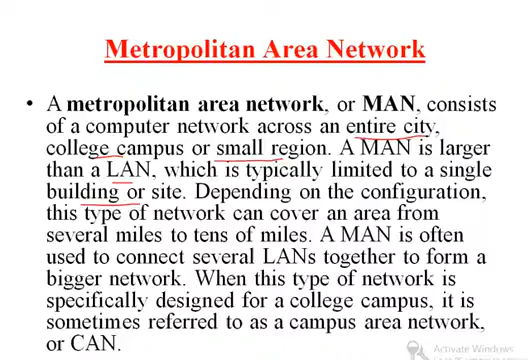 Metropolitan Area Network
• A metropolitan area network, or MAN, consists
of a computer network across an entire city,
college campus or small region. A MAN is larger
than a LAN, which is typically limited to a single
building or site. Depending on the configuration,
this type of network can cover an area from
several miles to tens of miles. A MAN is often
used to connect several LANs together to form a
bigger network. When this type of network is
specifically designed for a college campus, it is
sometimes referred to as a campus area network,
or CAN.
Activate Windows